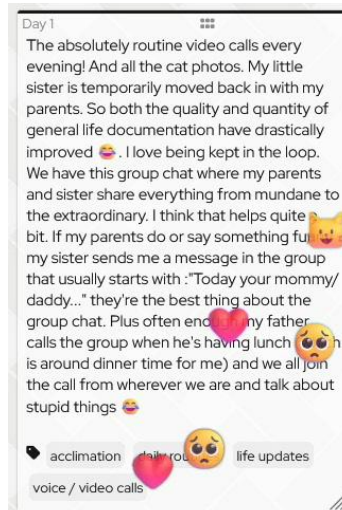 Day 1
The absolutely routine video calls every
evening! And all the cat photos. My little
sister is temporarily moved back in with my
parents. So both the quality and quantity of
general life documentation have drastically
improved 😂. I love being kept in the loop.
We have this group chat where my parents
and sister share everything from mundane to
the extraordinary. I think that helps quite a
bit. If my parents do or say something
my sister sends me a message in the group
that usually starts with :"Today your mommy/
daddy..." they're the best thing about the
group chat. Plus often enough my father
calls the group when he's having lunch
is around dinner time for me) and we all join
the call from wherever we are and talk about
stupid things 😂
acclimation daily life updates
voice / video calls